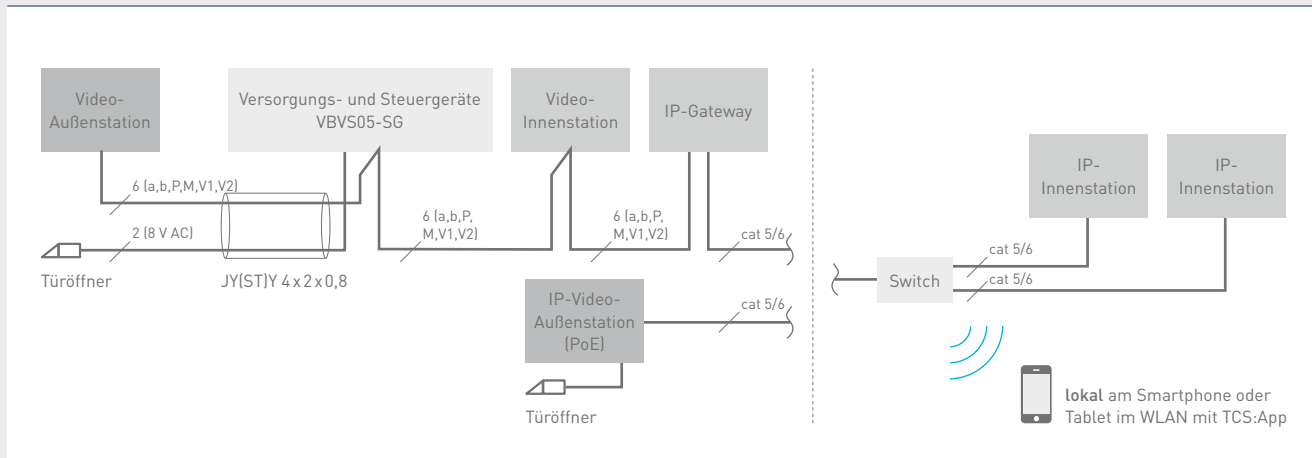 Video-
Außenstation
Versorgungs- und Steuergeräte
VBVS05-SG
Video-
Innenstation
IP-Gateway
6 (a,b,P,M,V1,V2)
2 (8 V AC)
Türöffner
JY(ST)Y 4 x 2 x 0,8
6 (a,b,P,
M,V1,V2)
6 (a,b,P,
M,V1,V2)
cat 5/6
IP-Video-
Außenstation
(PoE)
cat 5/6
Türöffner
IP-
Innenstation
IP-
Innenstation
Switch
cat 5/6
cat 5/6
lokal am Smartphone oder
Tablet im WLAN mit TCS:App